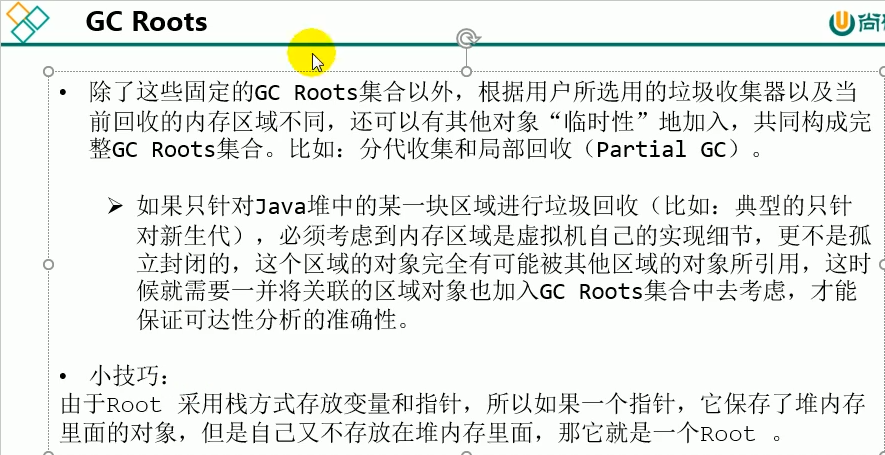 GC Roots
尚
• 除了这些固定的GC Roots集合以外，根据用户所选用的垃圾收集器以及当
前回收的内存区域不同，还可以有其他对象“临时性”地加入，共同构成完
整GC Roots集合。比如：分代收集和局部回收（Partial GC）。
➢ 如果只针对Java堆中的某一块区域进行垃圾回收（比如：典型的只针
对新生代），必须考虑到内存区域是虚拟机自己的实现细节，更不是孤
立封闭的，这个区域的对象完全有可能被其他区域的对象所引用，这时
候就需要一并将关联的区域对象也加入GC Roots集合中去考虑，才能
保证可达性分析的准确性。
• 小技巧：
由于Root 采用栈方式存放变量和指针，所以如果一个指针，它保存了堆内存
里面的对象，但是自己又不存放在堆内存里面，那它就是一个Root 。